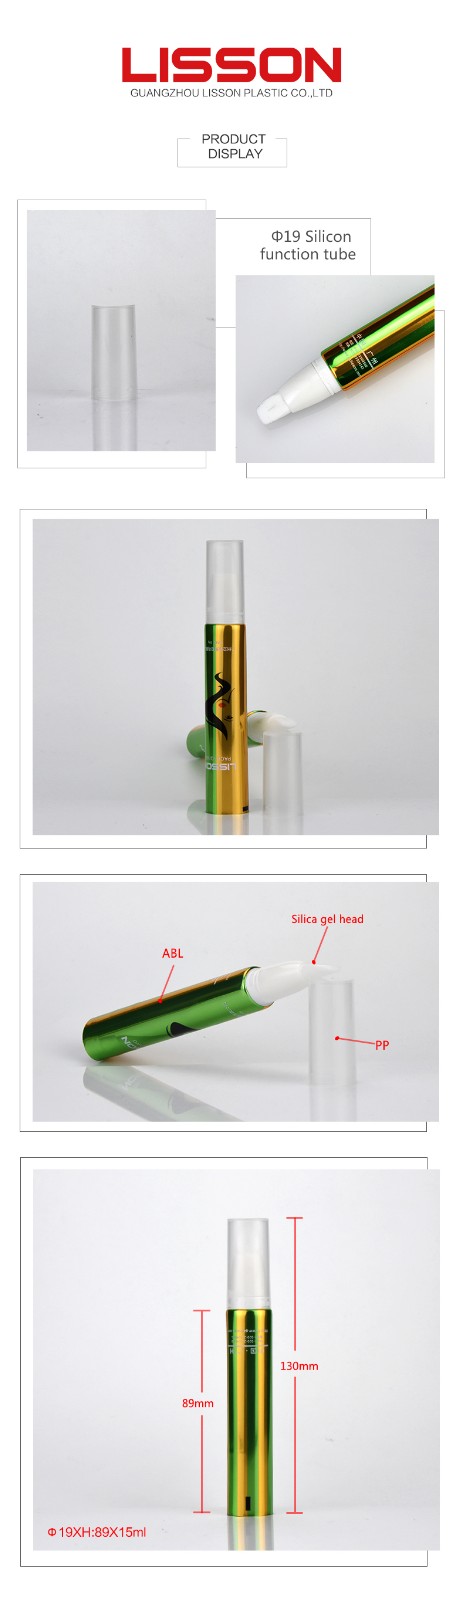 LISSON
GUANGZHOU LISSON PLASTIC CO.,LTD
PRODUCT
DISPLAY
Φ19 Silicon
function tube
LISSON
Silica gel head
ABL
PP
130mm
89mm
Φ19XH:89X15ml